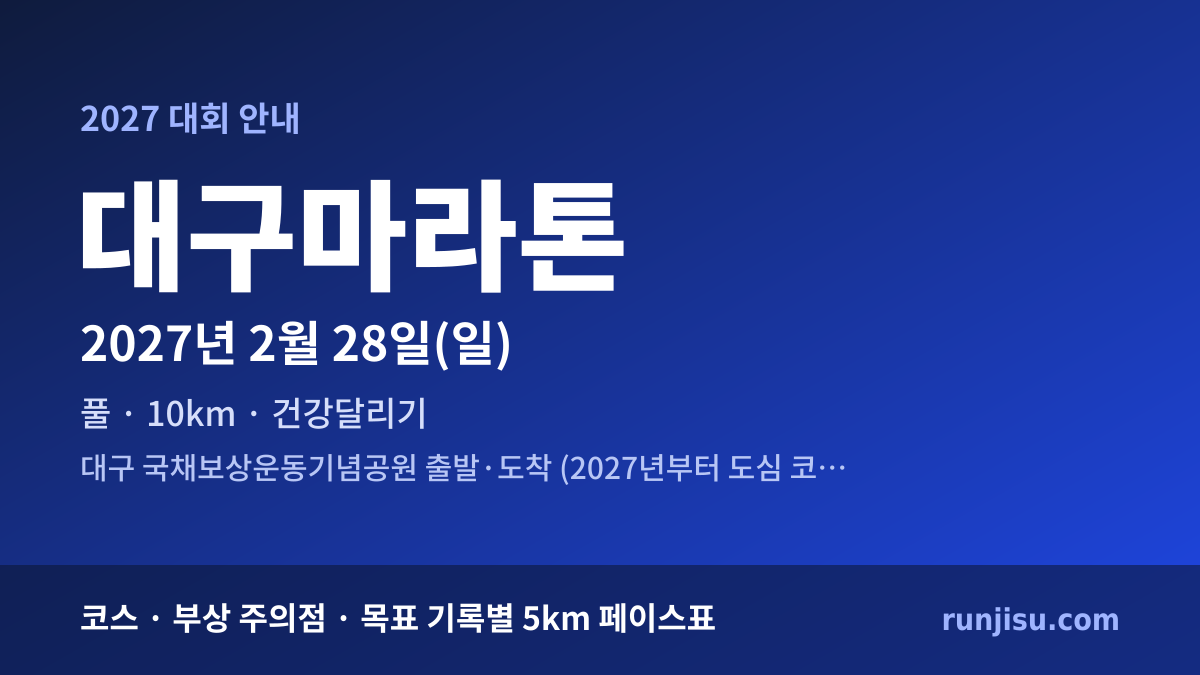 2027 대회 안내
대구마라톤
2027년 2월 28일(일)
풀 · 10km · 건강달리기
대구 국채보상운동기념공원 출발·도착 (2027년부터 도심 코…
코스 · 부상 주의점 · 목표 기록별 5km 페이스표
runjisu.com